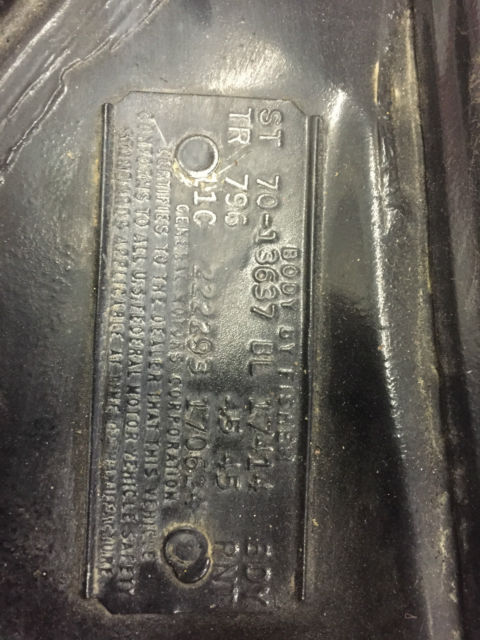 BODY BY FISHER
ST 70-13637 BL 17414 BDY
TR 796 45 45 PNT
11C
GENERAL MOTORS CORPORATION
CERTIFIES TO THE DEALER THAT THIS VEHICLE
CONFORMS TO ALL U.S. FEDERAL MOTOR VEHICLE SAFETY
STANDARDS APPLICABLE AT TIME OF MANUFACTURE